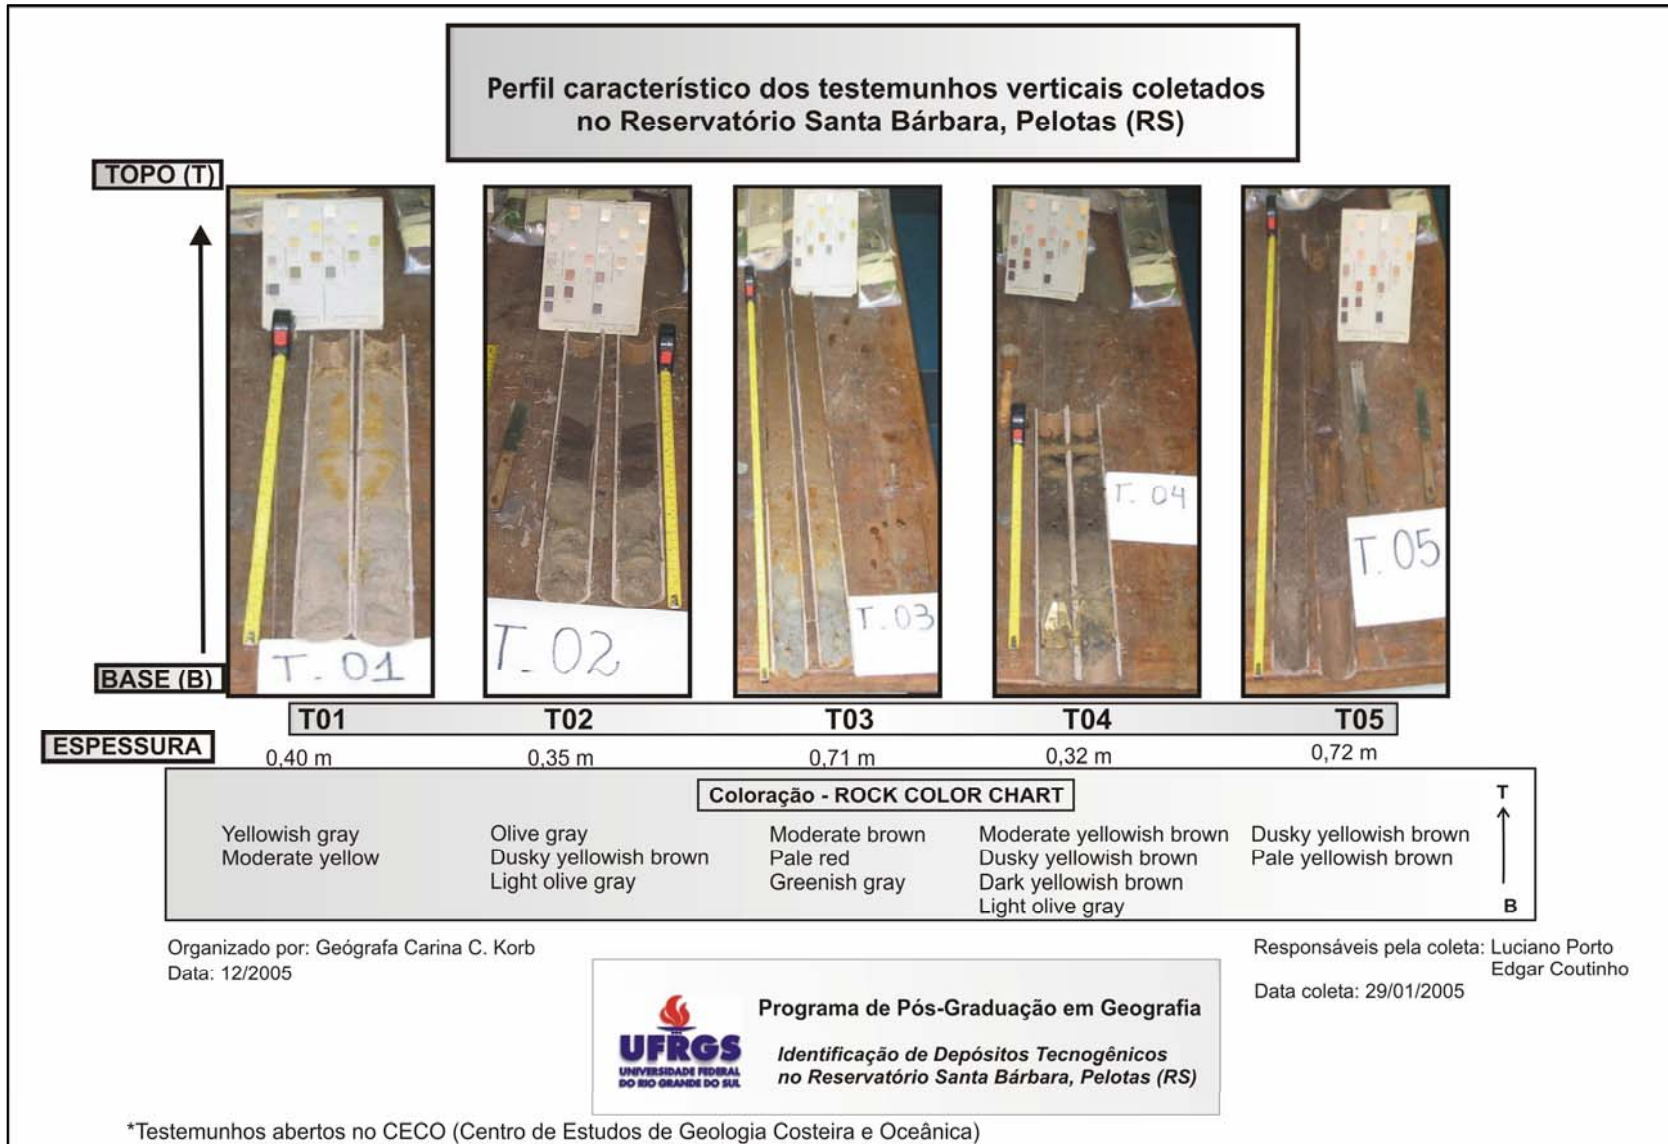 Perfil característico dos testemunhos verticais coletados
no Reservatório Santa Bárbara, Pelotas (RS)
TOPO (T)
T. 01
T. 02
T. 03
T. 04
T. 05
BASE (B)
T01 T02 T03 T04 T05
ESPESSURA
0,40 m 0,35 m 0,71 m 0,32 m 0,72 m
Coloração - ROCK COLOR CHART
T
Yellowish gray
Moderate yellow
Olive gray
Dusky yellowish brown
Light olive gray
Moderate brown
Pale red
Greenish gray
Moderate yellowish brown
Dusky yellowish brown
Dark yellowish brown
Light olive gray
Dusky yellowish brown
Pale yellowish brown
B
Organizado por: Geógrafa Carina C. Korb
Data: 12/2005
Responsáveis pela coleta: Luciano Porto
Edgar Coutinho
Data coleta: 29/01/2005
UFRGS
UNIVERSIDADE FEDERAL
DO RIO GRANDE DO SUL
Programa de Pós-Graduação em Geografia
Identificação de Depósitos Tecnogênicos
no Reservatório Santa Bárbara, Pelotas (RS)
*Testemunhos abertos no CECO (Centro de Estudos de Geologia Costeira e Oceânica)